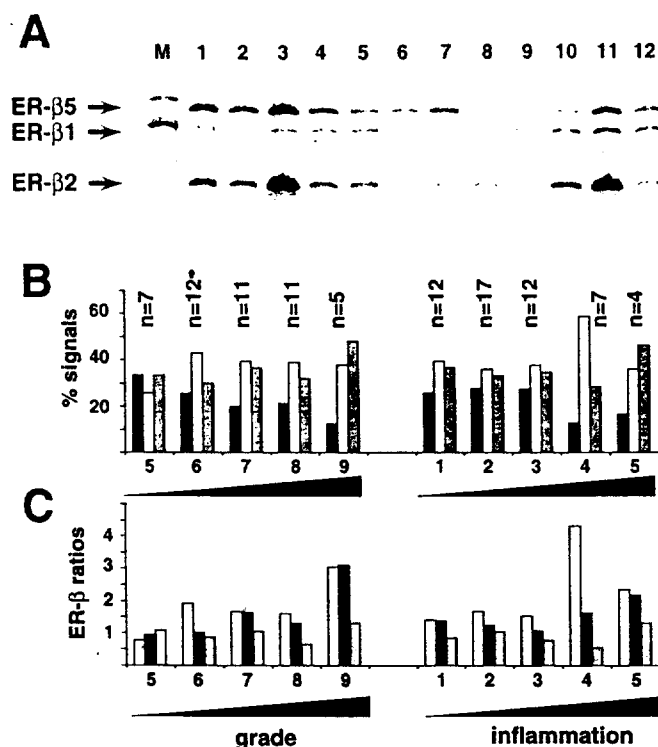 A
M 1 2 3 4 5 6 7 8 9 10 11 12
ER-β5
ER-β1
ER-β2
B
n=7 n=12* n=11 n=11 n=5 n=12 n=17 n=12 n=7 n=4
% signals
60
40
20
5 6 7 8 9 1 2 3 4 5
C
ER-β ratios
4
3
2
1
5 6 7 8 9 1 2 3 4 5
grade inflammation